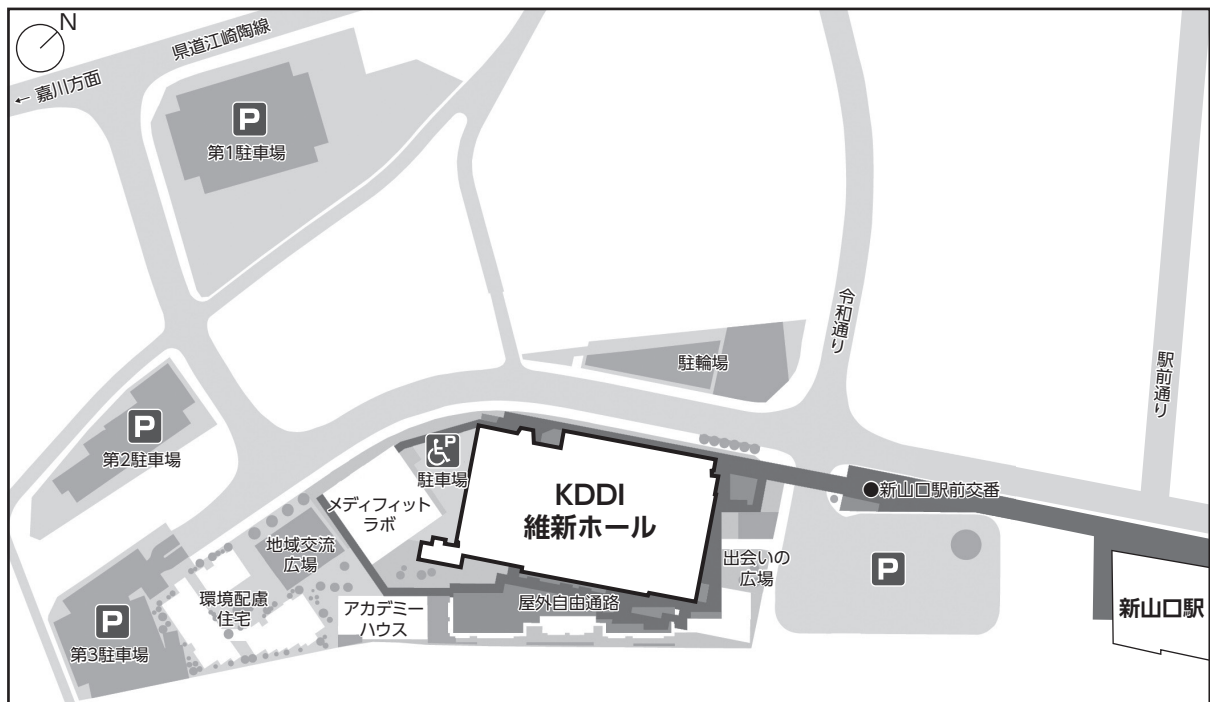 N
県道江崎陶線
← 嘉川方面
P
第1駐車場
令和通り
駅前通り
駐輪場
P
第2駐車場
P
駐車場
KDDI
維新ホール
メディフィット
ラボ
●新山口駅前交番
地域交流
広場
出会いの
広場
P
環境配慮
住宅
アカデミー
ハウス
屋外自由通路
新山口駅
P
第3駐車場